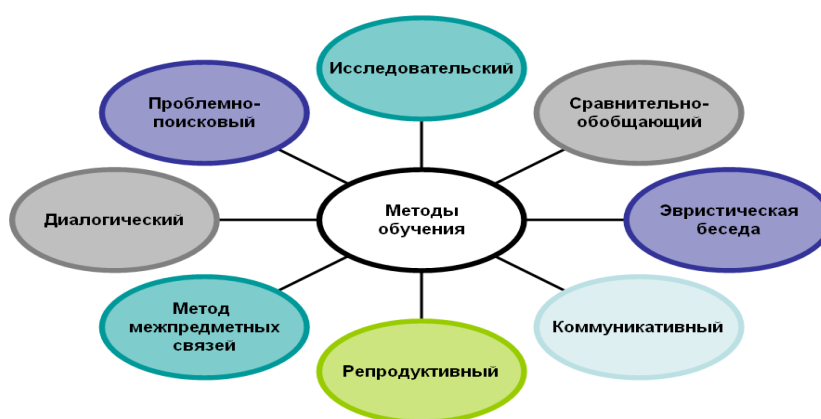 Исследовательский
Проблемно-
поисковый
Сравнительно-
обобщающий
Диалогический
Методы
обучения
Эвристическая
беседа
Метод
межпредметных
связей
Коммуникативный
Репродуктивный